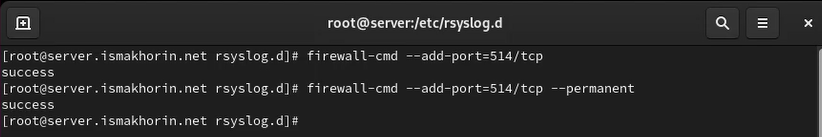 root@server:/etc/rsyslog.d
[root@server.ismakhorin.net rsyslog.d]# firewall-cmd --add-port=514/tcp
success
[root@server.ismakhorin.net rsyslog.d]# firewall-cmd --add-port=514/tcp --permanent
success
[root@server.ismakhorin.net rsyslog.d]#